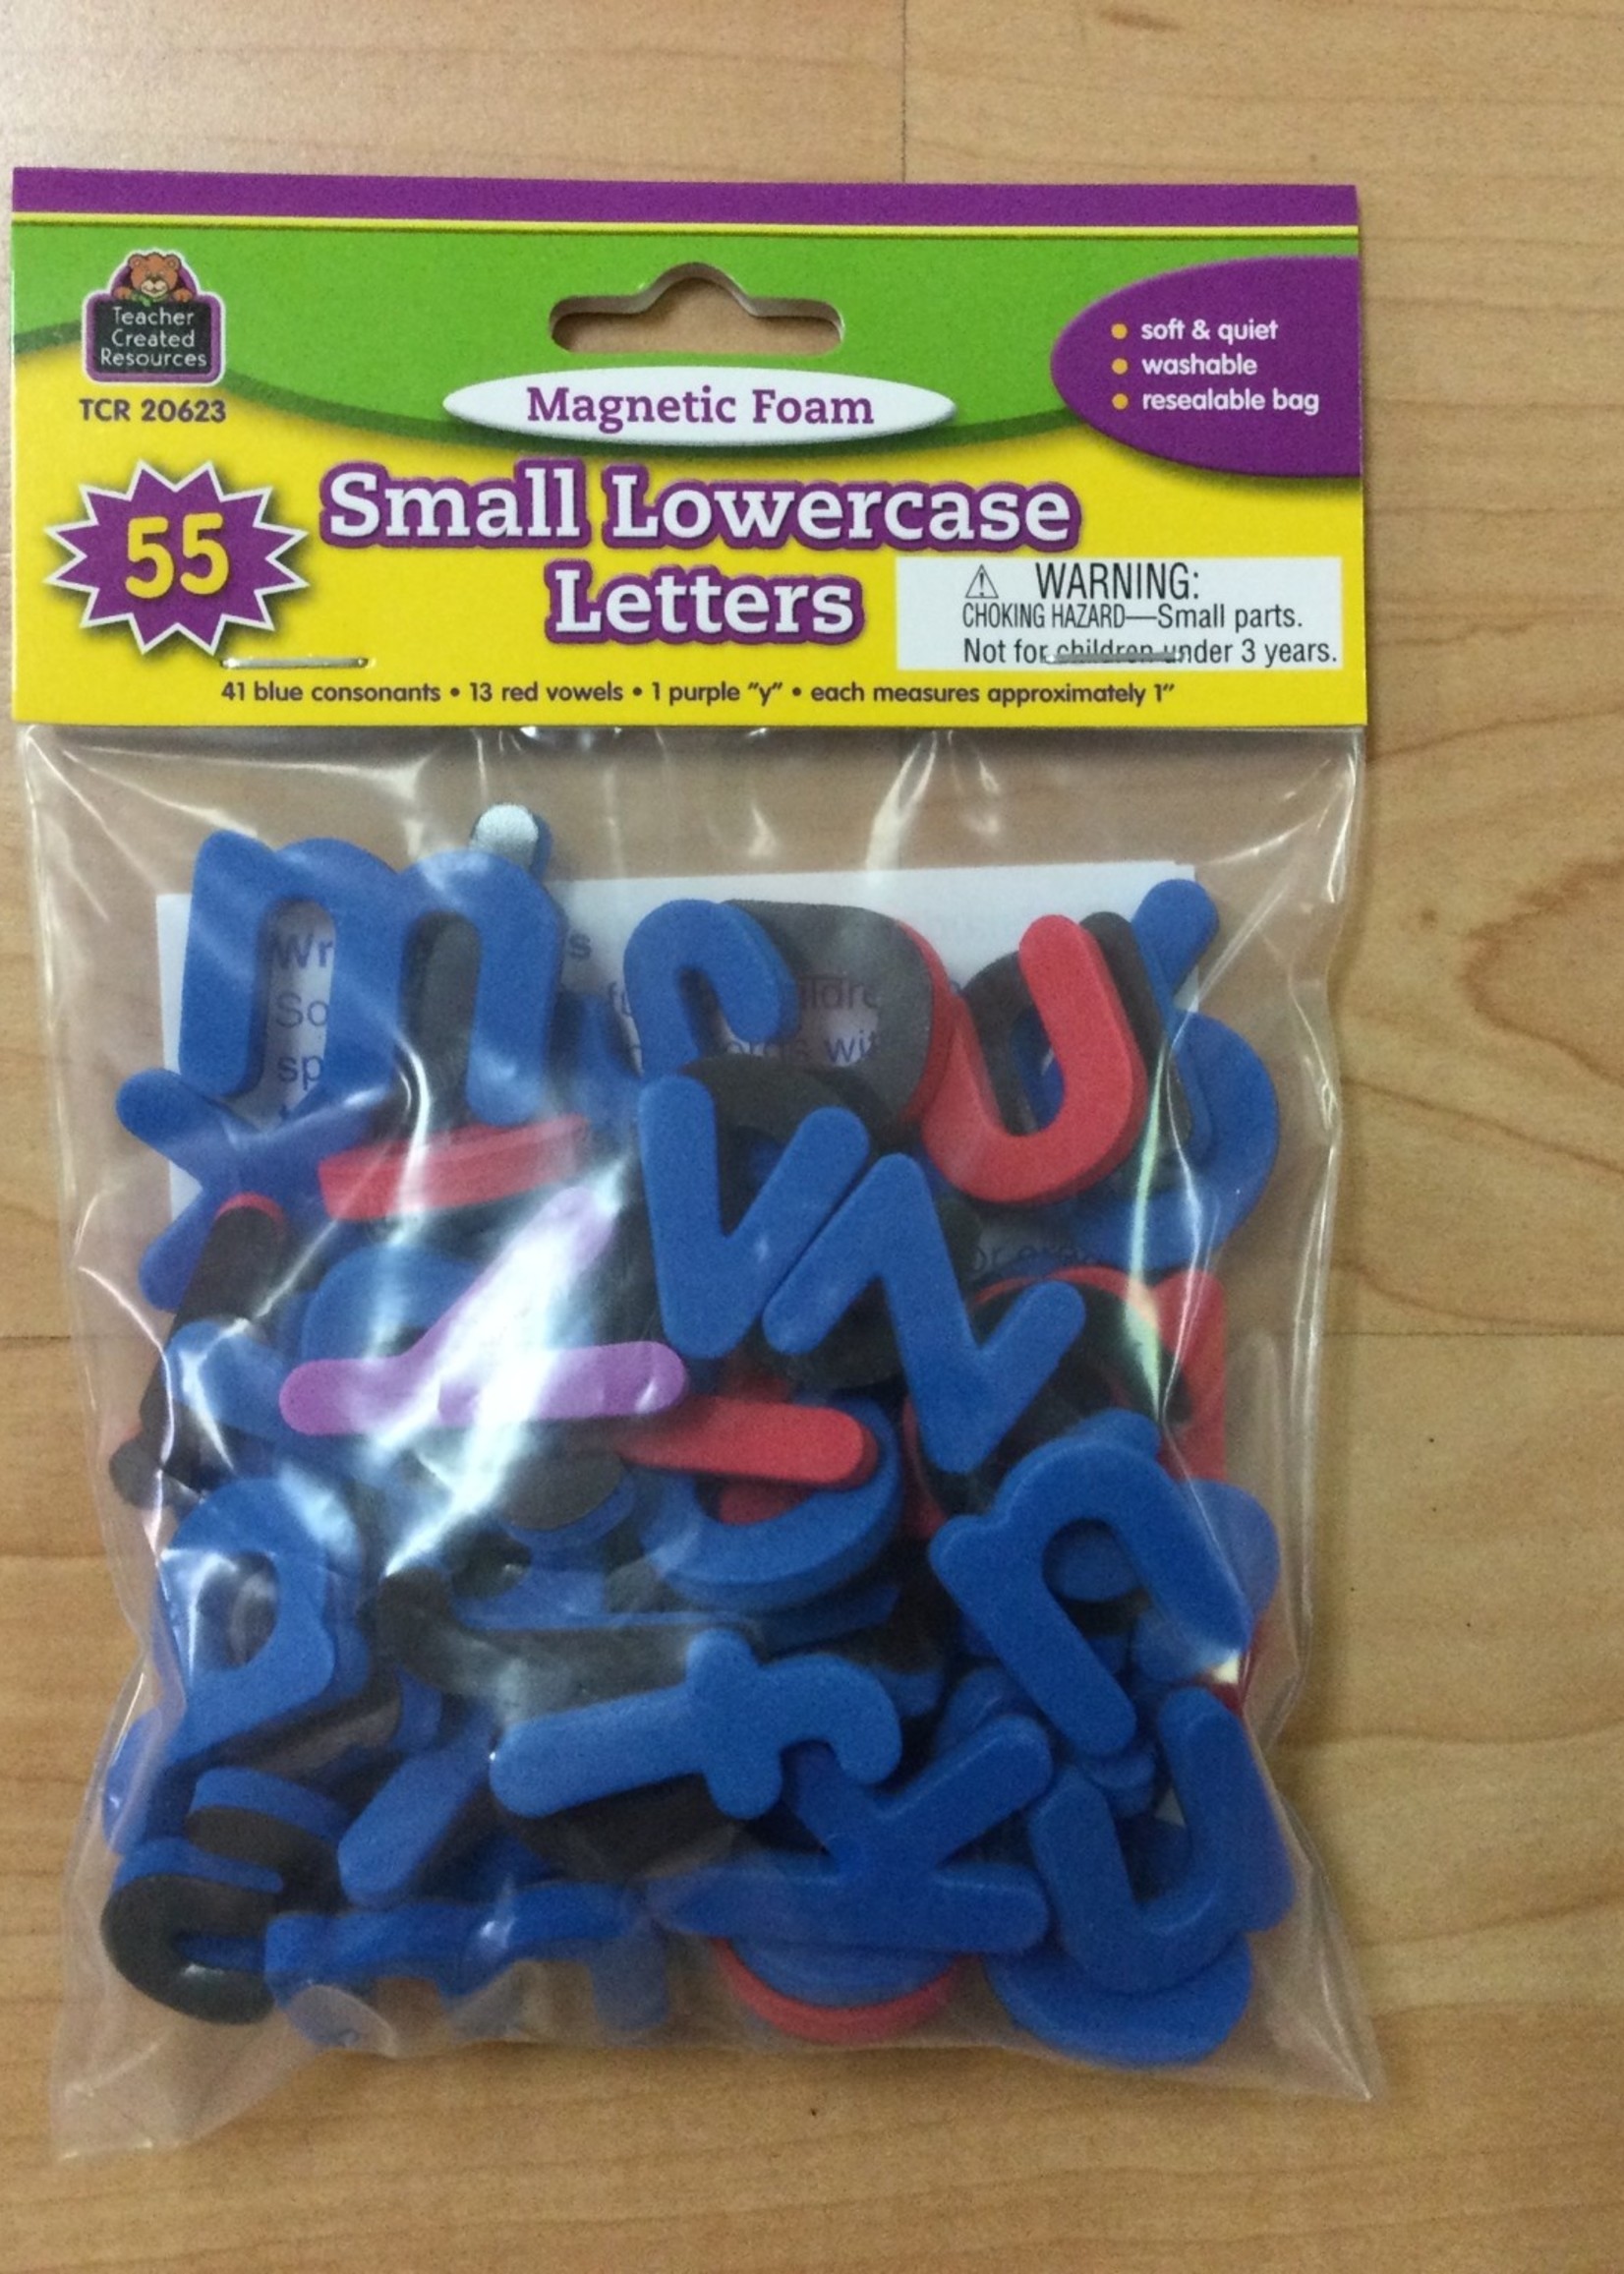 Teacher
Created
Resources
TCR 20623
Magnetic Foam
• soft & quiet
• washable
• resealable bag
55
Small Lowercase
Letters
⚠ WARNING:
CHOKING HAZARD—Small parts.
Not for children under 3 years.
41 blue consonants • 13 red vowels • 1 purple "y" • each measures approximately 1"